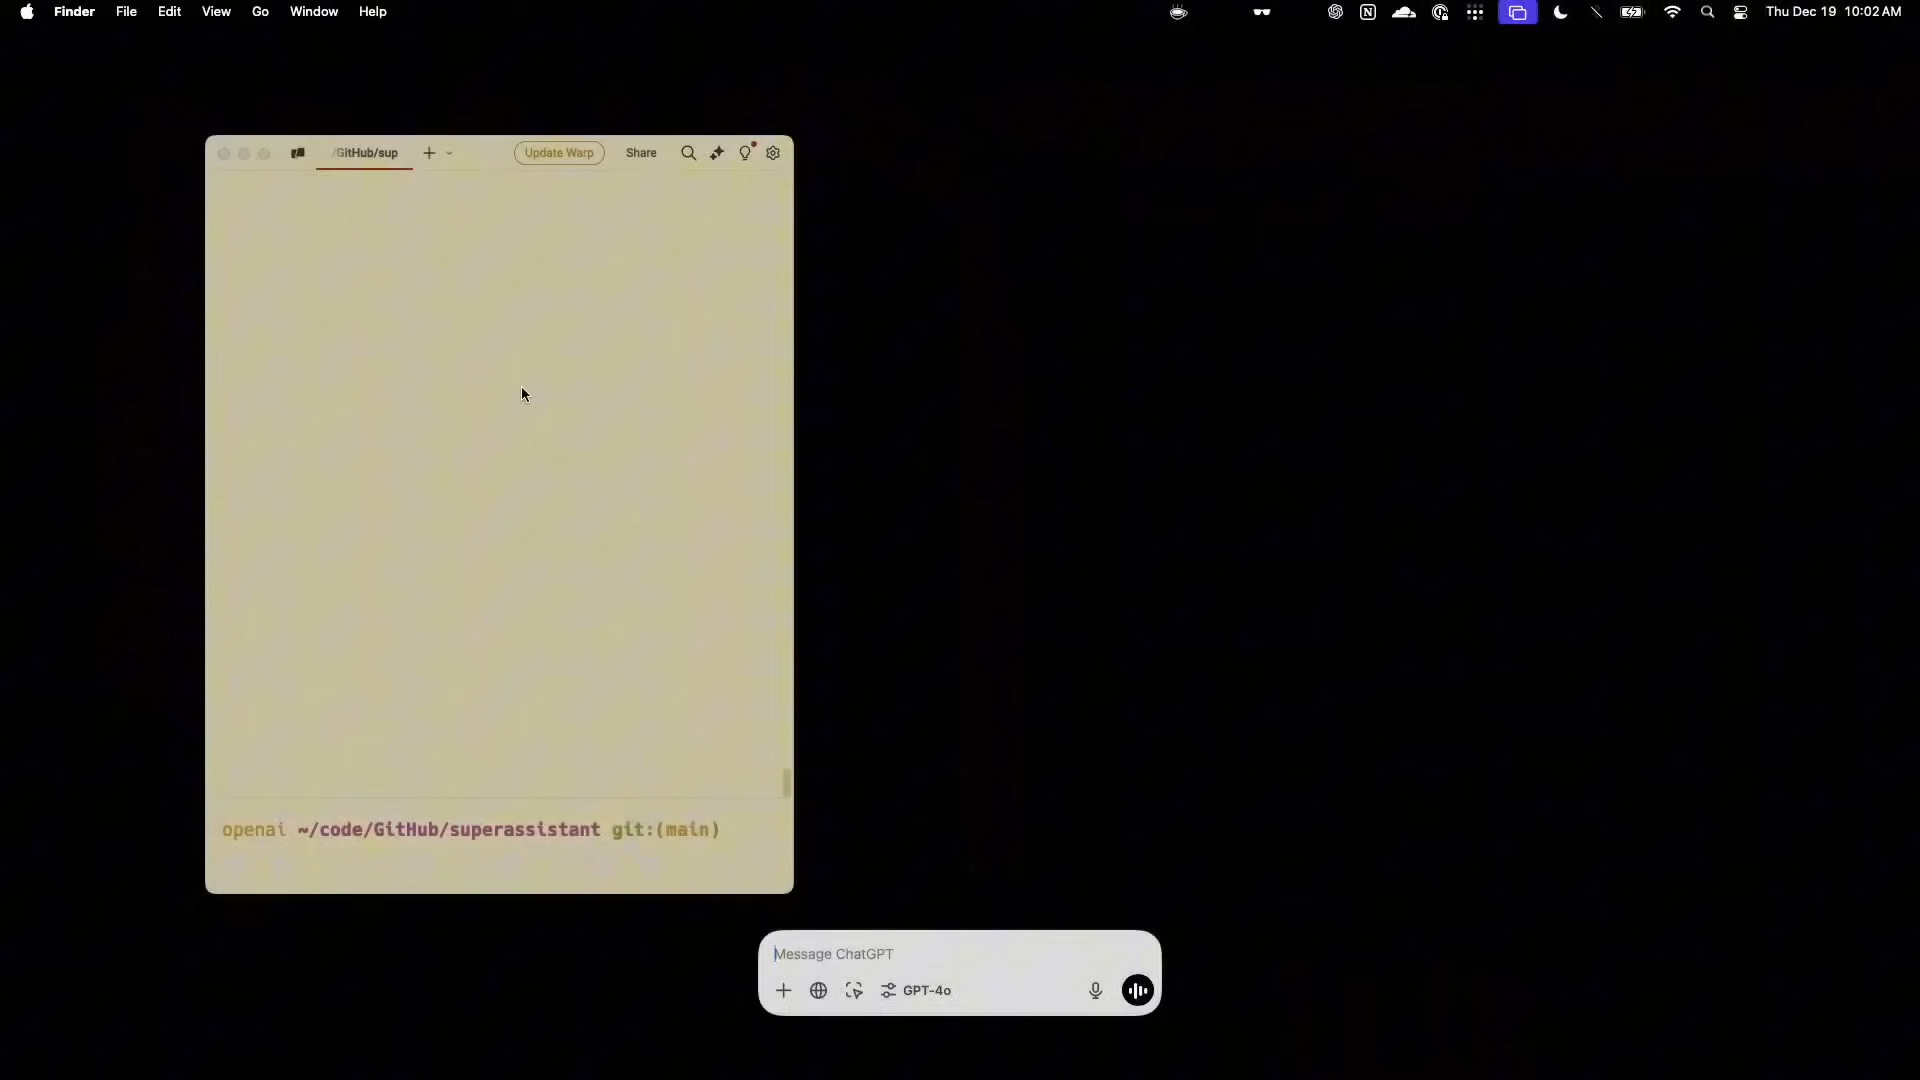 Finder File Edit View Go Window Help Thu Dec 19 10:02 AM
/GitHub/sup Update Warp Share
openai ~/code/GitHub/superassistant git:(main)
Message ChatGPT
GPT-4o